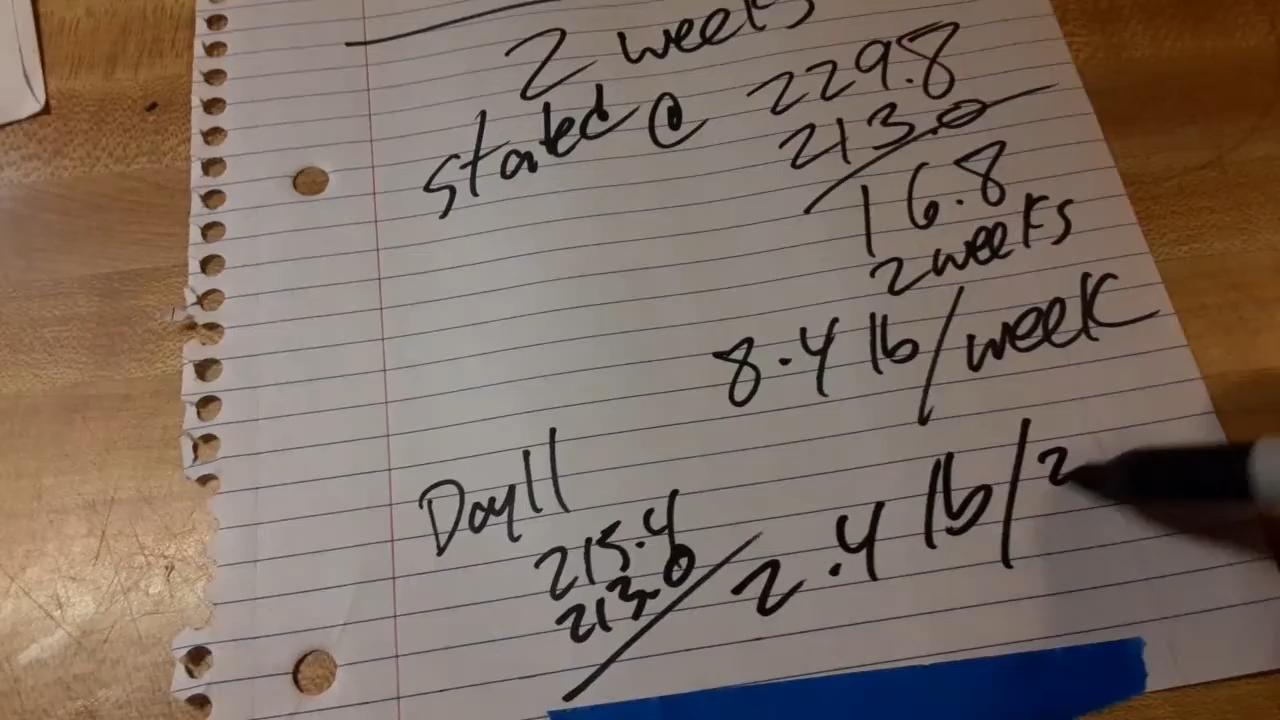 2 weeks
started @ 229.8
213.0
16.8
2 weeks
8.4 lb/week
Day 11
215.4
213.0
2.4 lb/2